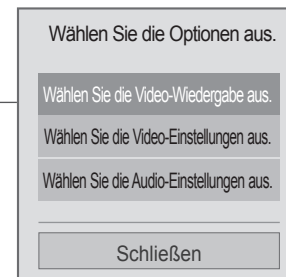 Wählen Sie die Optionen aus.
Wählen Sie die Video-Wiedergabe aus.
Wählen Sie die Video-Einstellungen aus.
Wählen Sie die Audio-Einstellungen aus.
Schließen